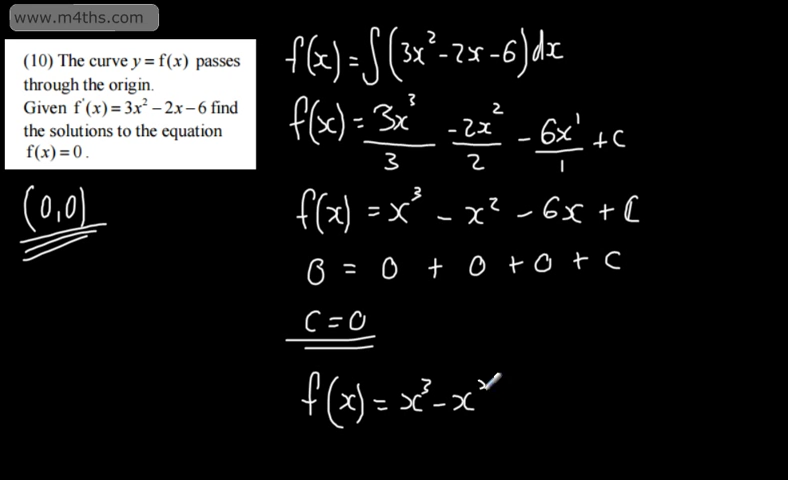 www.m4ths.com
(10) The curve y = f(x) passes
through the origin.
Given f'(x) = 3x² − 2x − 6 find
the solutions to the equation
f(x) = 0 .
(0,0)
f(x) = ∫(3x² - 2x - 6) dx
f(x) = 3x³/3 - 2x²/2 - 6x¹/1 + C
f(x) = x³ - x² - 6x + C
0 = 0 + 0 + 0 + C
C = 0
f(x) = x³ - x